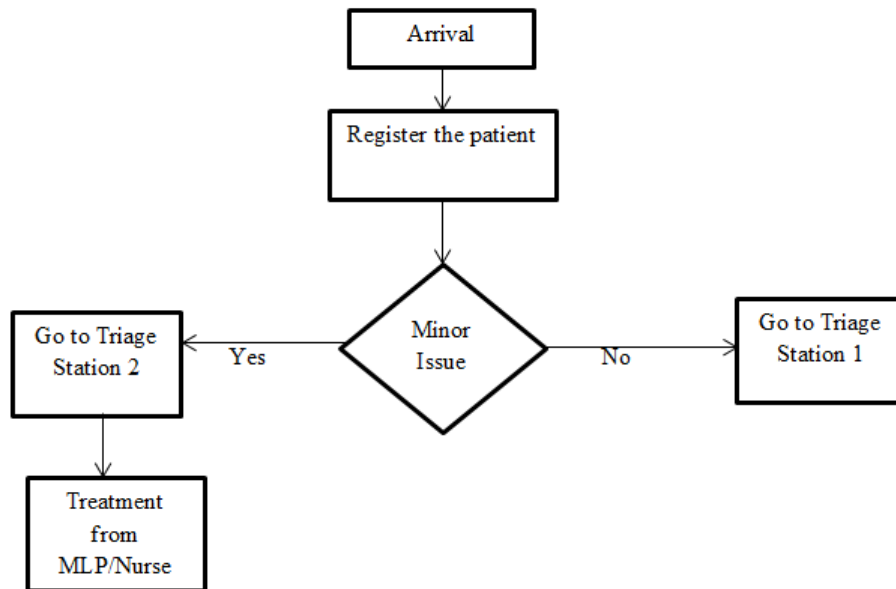 Arrival
Register the patient
Minor
Issue
Go to Triage
Station 2
Yes
No
Go to Triage
Station 1
Treatment
from
MLP/Nurse